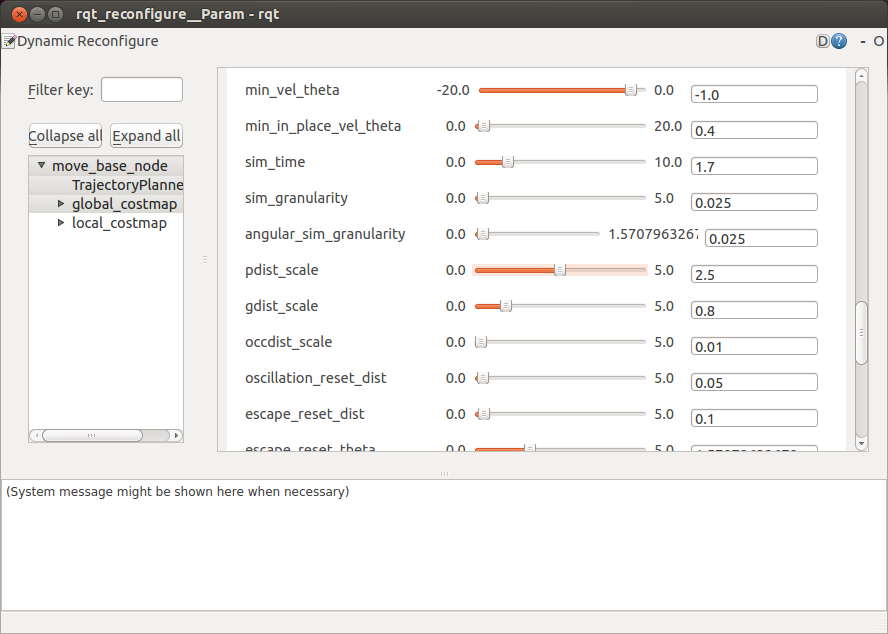 rqt_reconfigure__Param - rqt
Dynamic Reconfigure
D ? - O
Filter key:
Collapse all Expand all
move_base_node
TrajectoryPlanne
global_costmap
local_costmap
min_vel_theta -20.0 0.0 -1.0
min_in_place_vel_theta 0.0 20.0 0.4
sim_time 0.0 10.0 1.7
sim_granularity 0.0 5.0 0.025
angular_sim_granularity 0.0 1.5707963267 0.025
pdist_scale 0.0 5.0 2.5
gdist_scale 0.0 5.0 0.8
occdist_scale 0.0 5.0 0.01
oscillation_reset_dist 0.0 5.0 0.05
escape_reset_dist 0.0 5.0 0.1
escape_reset_theta 0.0 5.0
(System message might be shown here when necessary)